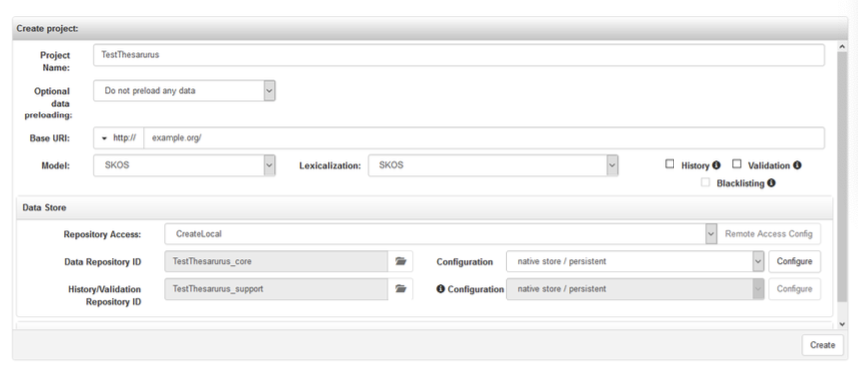 Create project:
Project Name:
TestThesarurus
Optional data preloading:
Do not preload any data
Base URI:
http:// example.org/
Model:
SKOS
Lexicalization:
SKOS
History
Validation
Blacklisting
Data Store
Repository Access:
CreateLocal
Remote Access Config
Data Repository ID
TestThesarurus_core
Configuration
native store / persistent
Configure
History/Validation Repository ID
TestThesarurus_support
Configuration
native store / persistent
Configure
Create